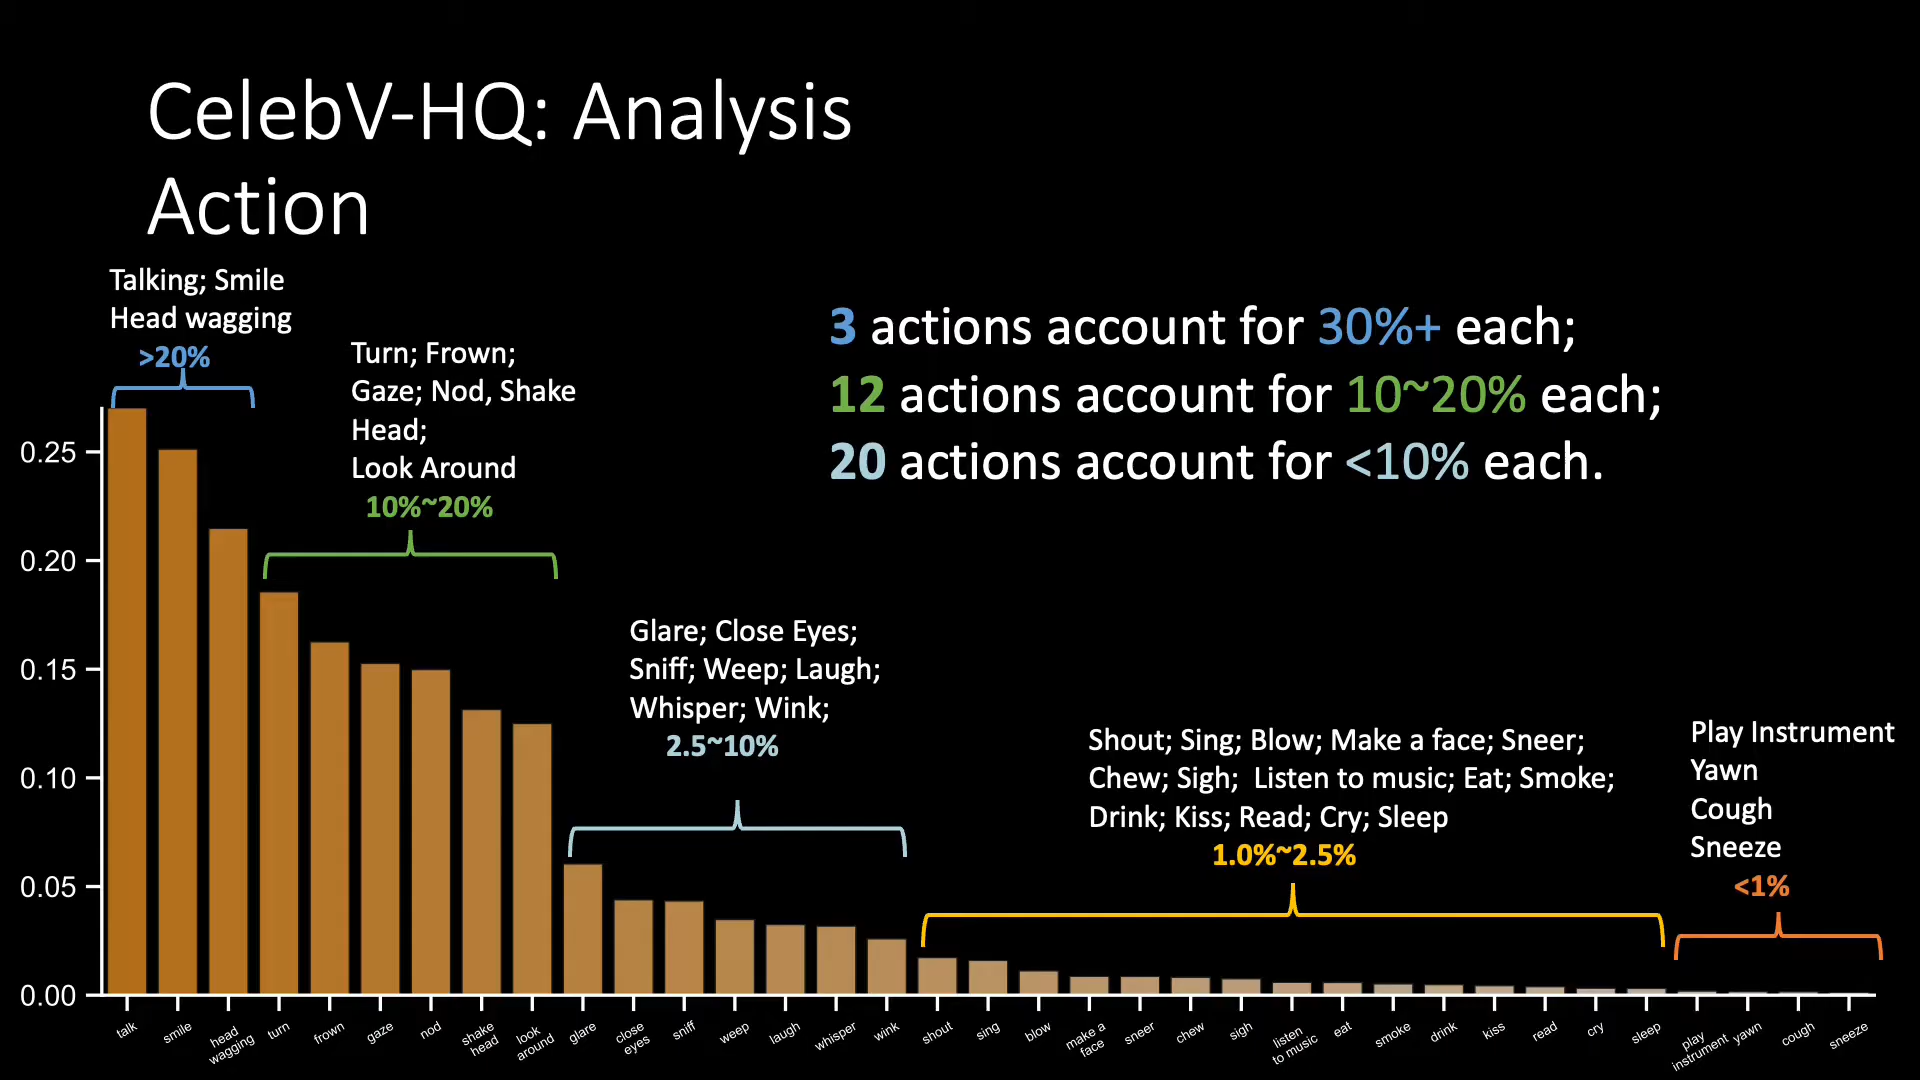 CelebV-HQ: Analysis
Action
Talking; Smile
Head wagging
>20%
Turn; Frown;
Gaze; Nod, Shake
Head;
Look Around
10%~20%
3 actions account for 30%+ each;
12 actions account for 10~20% each;
20 actions account for <10% each.
Glare; Close Eyes;
Sniff; Weep; Laugh;
Whisper; Wink;
2.5~10%
Shout; Sing; Blow; Make a face; Sneer;
Chew; Sigh;  Listen to music; Eat; Smoke;
Drink; Kiss; Read; Cry; Sleep
1.0%~2.5%
Play Instrument
Yawn
Cough
Sneeze
<1%
0.25
0.20
0.15
0.10
0.05
0.00
talk
smile
head
wagging
turn
frown
gaze
nod
shake
head
look
around
glare
close
eyes
sniff
weep
laugh
whisper
wink
shout
sing
blow
make a
face
sneer
chew
sigh
listen
to music
eat
smoke
drink
kiss
read
cry
sleep
play
instrument
yawn
cough
sneeze